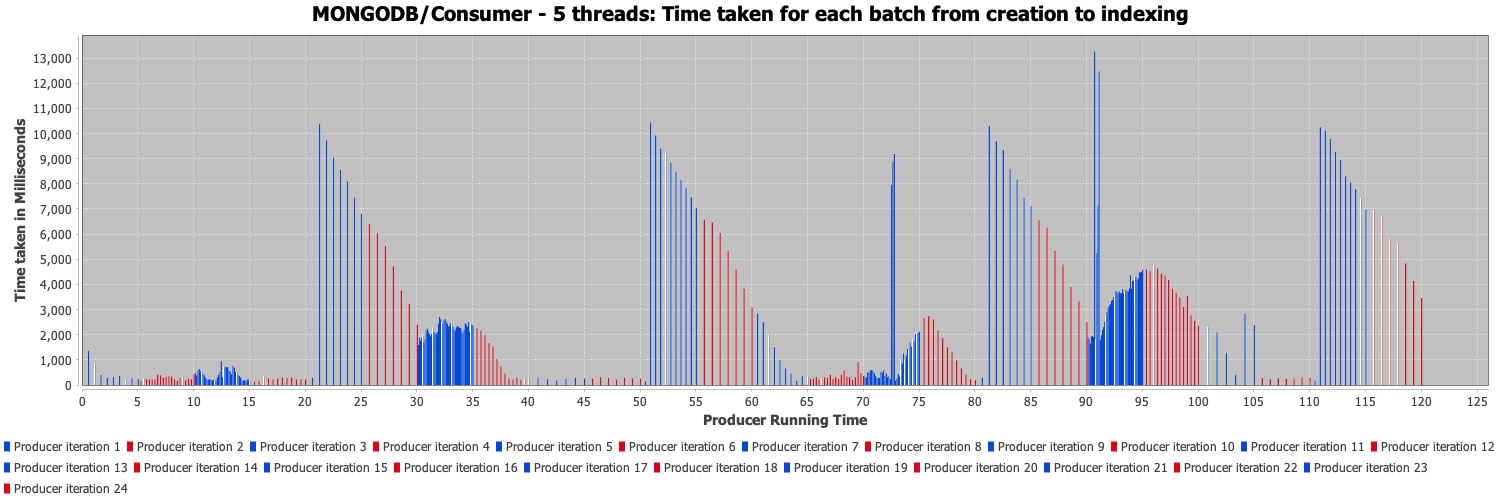 MONGODB/Consumer - 5 threads: Time taken for each batch from creation to indexing
Time taken in Milliseconds
13,000
12,000
11,000
10,000
9,000
8,000
7,000
6,000
5,000
4,000
3,000
2,000
1,000
0
0 5 10 15 20 25 30 35 40 45 50 55 60 65 70 75 80 85 90 95 100 105 110 115 120 125
Producer Running Time
Producer iteration 1 Producer iteration 2 Producer iteration 3 Producer iteration 4 Producer iteration 5 Producer iteration 6 Producer iteration 7 Producer iteration 8 Producer iteration 9 Producer iteration 10 Producer iteration 11 Producer iteration 12
Producer iteration 13 Producer iteration 14 Producer iteration 15 Producer iteration 16 Producer iteration 17 Producer iteration 18 Producer iteration 19 Producer iteration 20 Producer iteration 21 Producer iteration 22 Producer iteration 23
Producer iteration 24